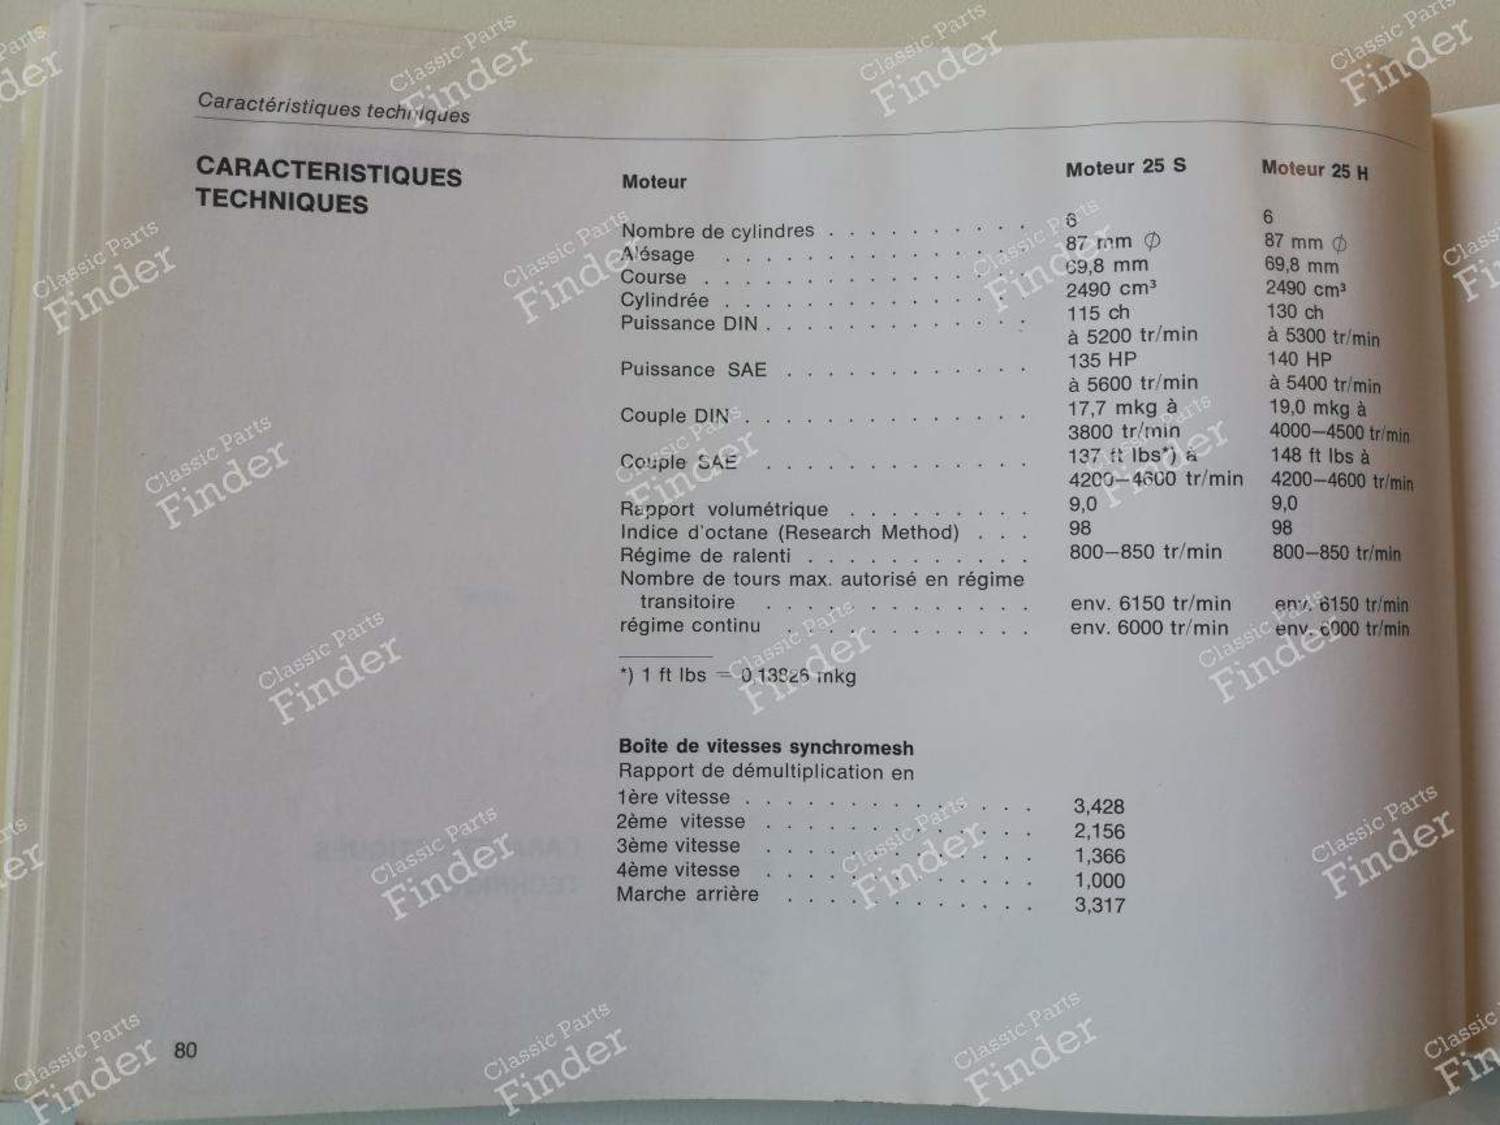 Caractéristiques techniques
CARACTERISTIQUES
TECHNIQUES
Moteur Moteur 25 S Moteur 25 H
Nombre de cylindres . . . . . . . . . . 6 6
Alésage . . . . . . . . . . . . . . 87 mm ∅ 87 mm ∅
Course . . . . . . . . . . . . . . . 69,8 mm 69,8 mm
Cylindrée . . . . . . . . . . . . . . 2490 cm³ 2490 cm³
Puissance DIN . . . . . . . . . . . . . 115 ch 130 ch
à 5200 tr/min à 5300 tr/min
Puissance SAE . . . . . . . . . . . . 135 HP 140 HP
à 5600 tr/min à 5400 tr/min
Couple DIN . . . . . . . . . . . . . . 17,7 mkg à 19,0 mkg à
3800 tr/min 4000—4500 tr/min
Couple SAE . . . . . . . . . . . . . 137 ft lbs*) à 148 ft lbs à
4200—4600 tr/min 4200—4600 tr/min
Rapport volumétrique . . . . . . . . . 9,0 9,0
Indice d'octane (Research Method) . . . 98 98
Régime de ralenti . . . . . . . . . . . 800—850 tr/min 800—850 tr/min
Nombre de tours max. autorisé en régime
transitoire . . . . . . . . . . . . . env. 6150 tr/min env. 6150 tr/min
régime continu . . . . . . . . . . . . env. 6000 tr/min env. 6000 tr/min
*) 1 ft lbs = 0,13826 mkg
Boîte de vitesses synchromesh
Rapport de démultiplication en
1ère vitesse . . . . . . . . . . . . . . 3,428
2ème vitesse . . . . . . . . . . . . . 2,156
3ème vitesse . . . . . . . . . . . . . 1,366
4ème vitesse . . . . . . . . . . . . . 1,000
Marche arrière . . . . . . . . . . . . 3,317
80
Classic Parts
Finder